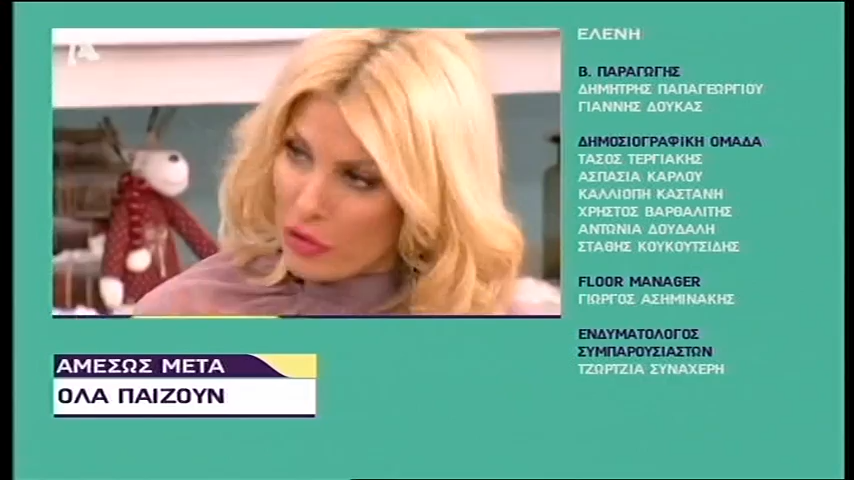 ΕΛΕΝΗ
Β. ΠΑΡΑΓΩΓΗΣ
ΔΗΜΗΤΡΗΣ ΠΑΠΑΓΕΩΡΓΙΟΥ
ΓΙΑΝΝΗΣ ΔΟΥΚΑΣ
ΔΗΜΟΣΙΟΓΡΑΦΙΚΗ ΟΜΑΔΑ
ΤΑΣΟΣ ΤΕΡΓΙΑΚΗΣ
ΑΣΠΑΣΙΑ ΚΑΡΛΟΥ
ΚΑΛΛΙΟΠΗ ΚΑΣΤΑΝΗ
ΧΡΗΣΤΟΣ ΒΑΡΘΑΛΙΤΗΣ
ΑΝΤΩΝΙΑ ΔΟΥΔΑΛΗ
ΣΤΑΘΗΣ ΚΟΥΚΟΥΤΣΙΔΗΣ
FLOOR MANAGER
ΓΙΩΡΓΟΣ ΑΣΗΜΙΝΑΚΗΣ
ΕΝΔΥΜΑΤΟΛΟΓΟΣ
ΣΥΜΠΑΡΟΥΣΙΑΣΤΩΝ
ΤΖΩΡΤΖΙΑ ΣΥΝΑΧΕΡΗ
ΑΜΕΣΩΣ ΜΕΤΑ
ΟΛΑ ΠΑΙΖΟΥΝ